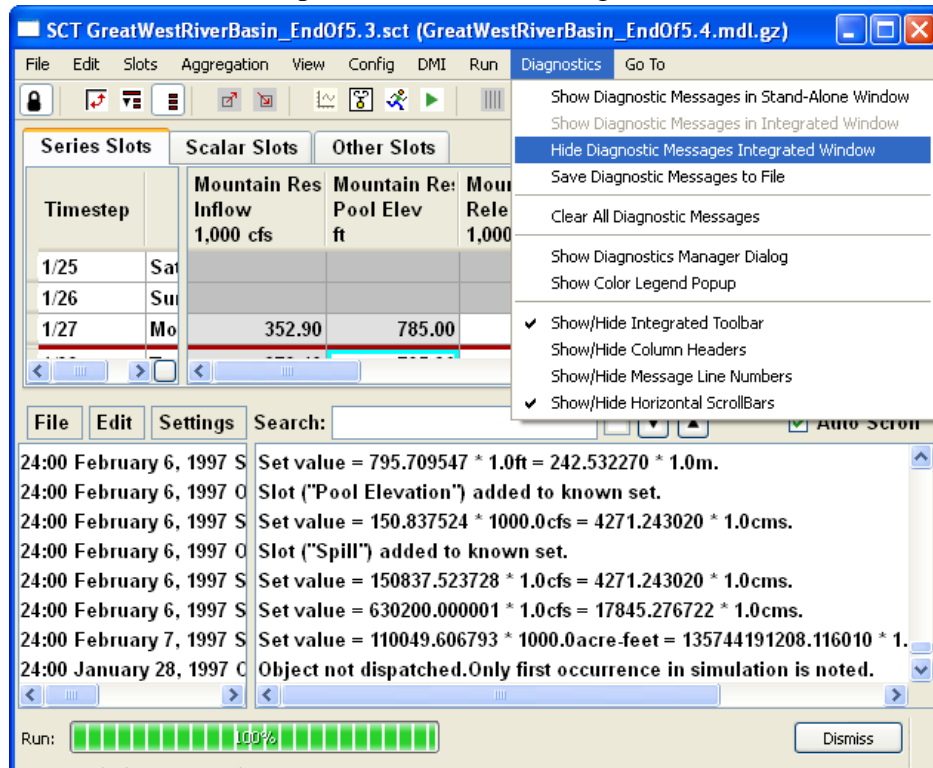 SCT GreatWestRiverBasin_EndOf5.3.sct (GreatWestRiverBasin_EndOf5.4.mdl.gz)
File Edit Slots Aggregation View Config DMI Run Diagnostics Go To
Show Diagnostic Messages in Stand-Alone Window
Show Diagnostic Messages in Integrated Window
Hide Diagnostic Messages Integrated Window
Save Diagnostic Messages to File
Clear All Diagnostic Messages
Show Diagnostics Manager Dialog
Show Color Legend Popup
Show/Hide Integrated Toolbar
Show/Hide Column Headers
Show/Hide Message Line Numbers
Show/Hide Horizontal ScrollBars
Series Slots Scalar Slots Other Slots
Timestep
Mountain Res Inflow 1,000 cfs
Mountain Res Pool Elev ft
1,000
1/25 Sat
1/26 Sun
1/27 Mo 352.90 785.00
File Edit Settings Search: Auto Scroll
24:00 February 6, 1997 S Set value = 795.709547 * 1.0ft = 242.532270 * 1.0m.
24:00 February 6, 1997 O Slot ("Pool Elevation") added to known set.
24:00 February 6, 1997 S Set value = 150.837524 * 1000.0cfs = 4271.243020 * 1.0cms.
24:00 February 6, 1997 O Slot ("Spill") added to known set.
24:00 February 6, 1997 S Set value = 150837.523728 * 1.0cfs = 4271.243020 * 1.0cms.
24:00 February 6, 1997 S Set value = 630200.000001 * 1.0cfs = 17845.276722 * 1.0cms.
24:00 February 7, 1997 S Set value = 110049.606793 * 1000.0acre-feet = 135744191208.116010 * 1.
24:00 January 28, 1997 O Object not dispatched.Only first occurrence in simulation is noted.
Run: 100% Dismiss